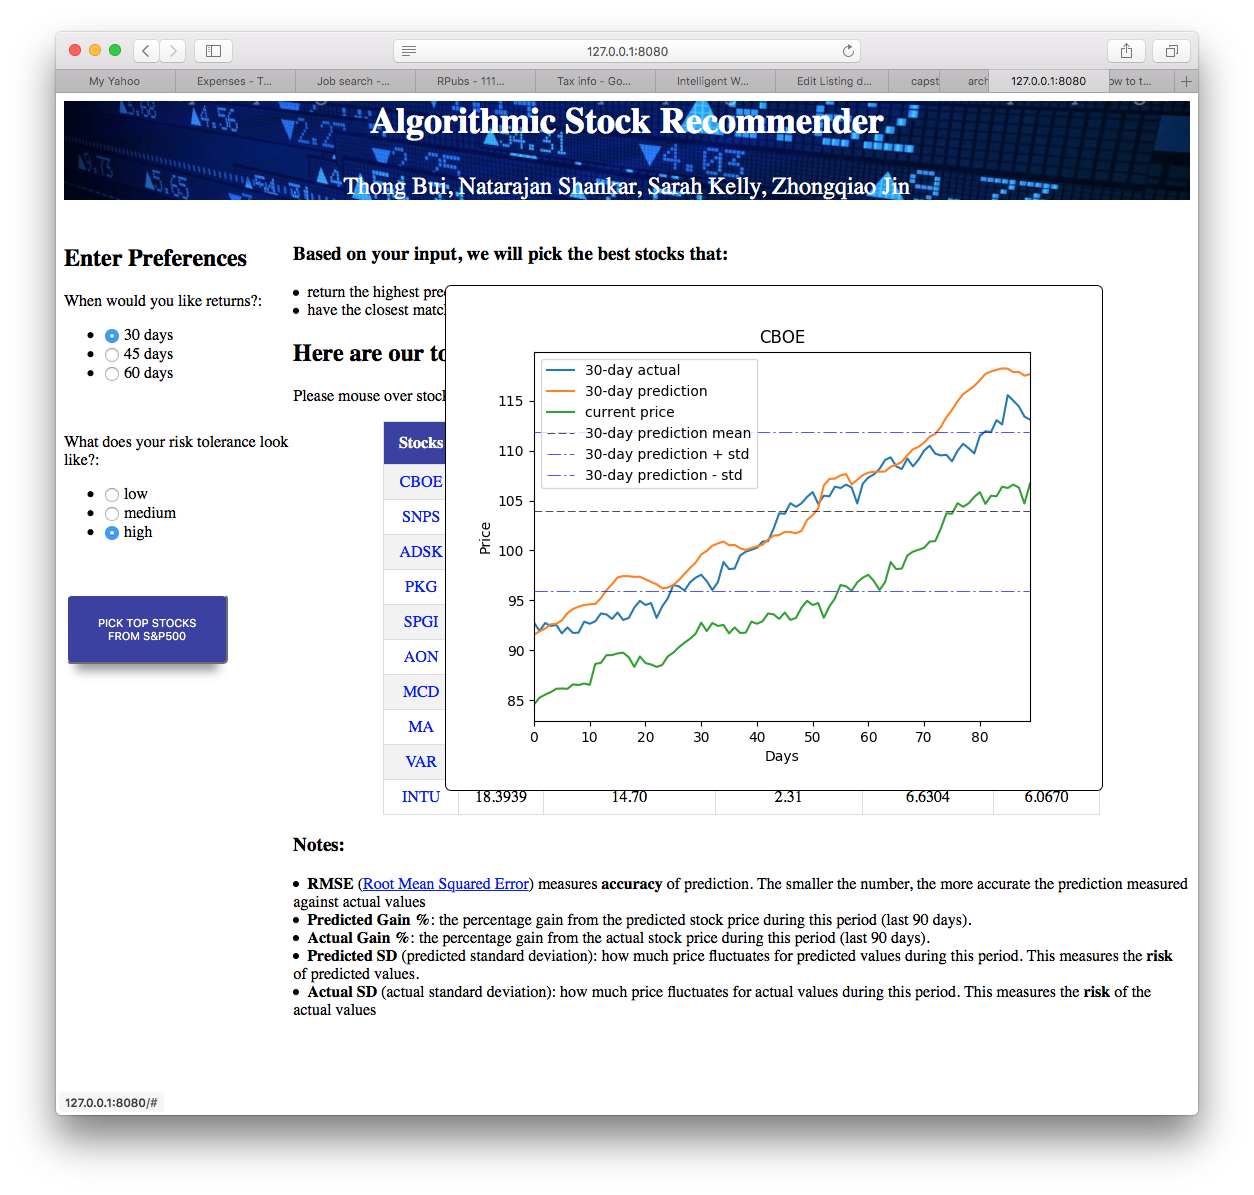 127.0.0.1:8080
My Yahoo
Expenses - T...
Job search -...
RPubs - 111...
Tax info - Go...
Intelligent W...
Edit Listing d...
capst
arch
127.0.0.1:8080
ow to t...
Algorithmic Stock Recommender
Thong Bui, Natarajan Shankar, Sarah Kelly, Zhongqiao Jin
4.56
2.27
34.31
4.03
9.73
5.65
Enter Preferences
When would you like returns?:
30 days
45 days
60 days
What does your risk tolerance look
like?:
low
medium
high
PICK TOP STOCKS
FROM S&P500
Based on your input, we will pick the best stocks that:
• return the highest pre
• have the closest matc
Here are our to
Please mouse over stoc
Stocks
CBOE
SNPS
ADSK
PKG
SPGI
AON
MCD
MA
VAR
INTU 18.3939 14.70 2.31 6.6304 6.0670
CBOE
30-day actual
30-day prediction
current price
30-day prediction mean
30-day prediction + std
30-day prediction - std
Price
115
110
105
100
95
90
85
0 10 20 30 40 50 60 70 80
Days
Notes:
• RMSE (Root Mean Squared Error) measures accuracy of prediction. The smaller the number, the more accurate the prediction measured
against actual values
• Predicted Gain %: the percentage gain from the predicted stock price during this period (last 90 days).
• Actual Gain %: the percentage gain from the actual stock price during this period (last 90 days).
• Predicted SD (predicted standard deviation): how much price fluctuates for predicted values during this period. This measures the risk
of predicted values.
• Actual SD (actual standard deviation): how much price fluctuates for actual values during this period. This measures the risk of the
actual values
127.0.0.1:8080/#